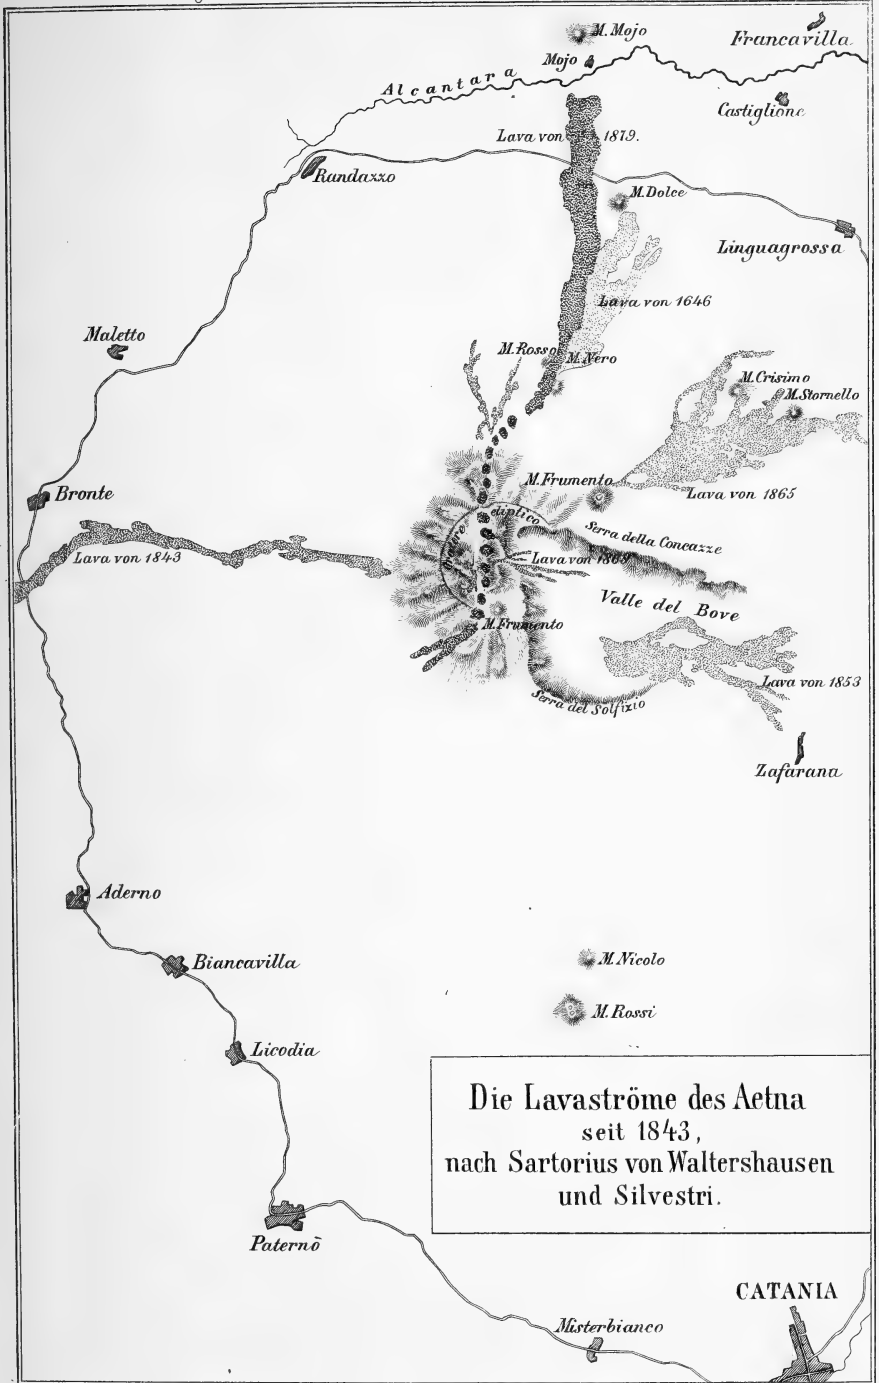 M. Mojo
Francavilla
Mojo
Alcantara
Castiglione
Lava von 1879.
Randazzo
M. Dolce
Linguagrossa
Lava von 1646
Maletto
M. Rosso
M. Nero
M. Crisimo
M. Stornello
M. Frumento
Bronte
Lava von 1865
eliptico
Serra della Concazze
Lava von 1843
Lava von 1869
Valle del Bove
M. Frumento
Lava von 1853
Serra del Solfizio
Zafarana
Aderno
Biancavilla
M. Nicolo
M. Rossi
Licodia
Die Lavaströme des Aetna
seit 1843,
nach Sartorius von Waltershausen
und Silvestri.
Paternò
CATANIA
Misterbianco